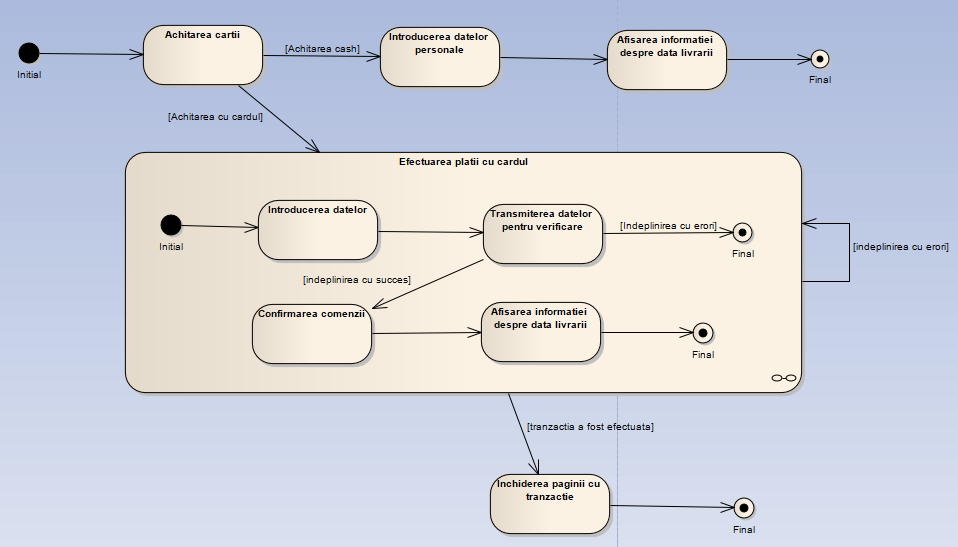 Achitarea cartii
Introducerea datelor
personale
Afisarea informatiei
despre data livrarii
[Achitarea cash]
Initial
Final
[Achitarea cu cardul]
Efectuarea platii cu cardul
Introducerea datelor
Transmiterea datelor
pentru verificare
[Indeplinirea cu erori]
Initial
Final
[indeplinirea cu erori]
[indeplinirea cu succes]
Confirmarea comenzii
Afisarea informatiei
despre data livrarii
Final
[tranzactia a fost efectuata]
Inchiderea paginii cu
tranzactie
Final